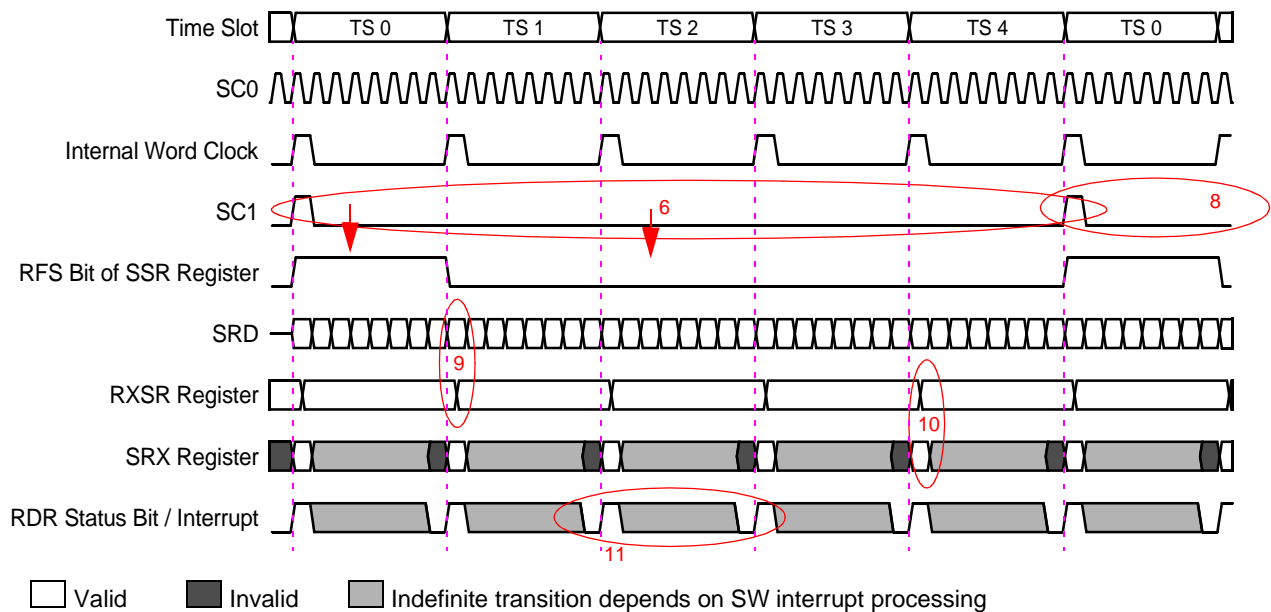 Time Slot TS 0 TS 1 TS 2 TS 3 TS 4 TS 0
SC0
Internal Word Clock
SC1 6 8
RFS Bit of SSR Register
SRD
9
RXSR Register
10
SRX Register
RDR Status Bit / Interrupt
11
Valid Invalid Indefinite transition depends on SW interrupt processing